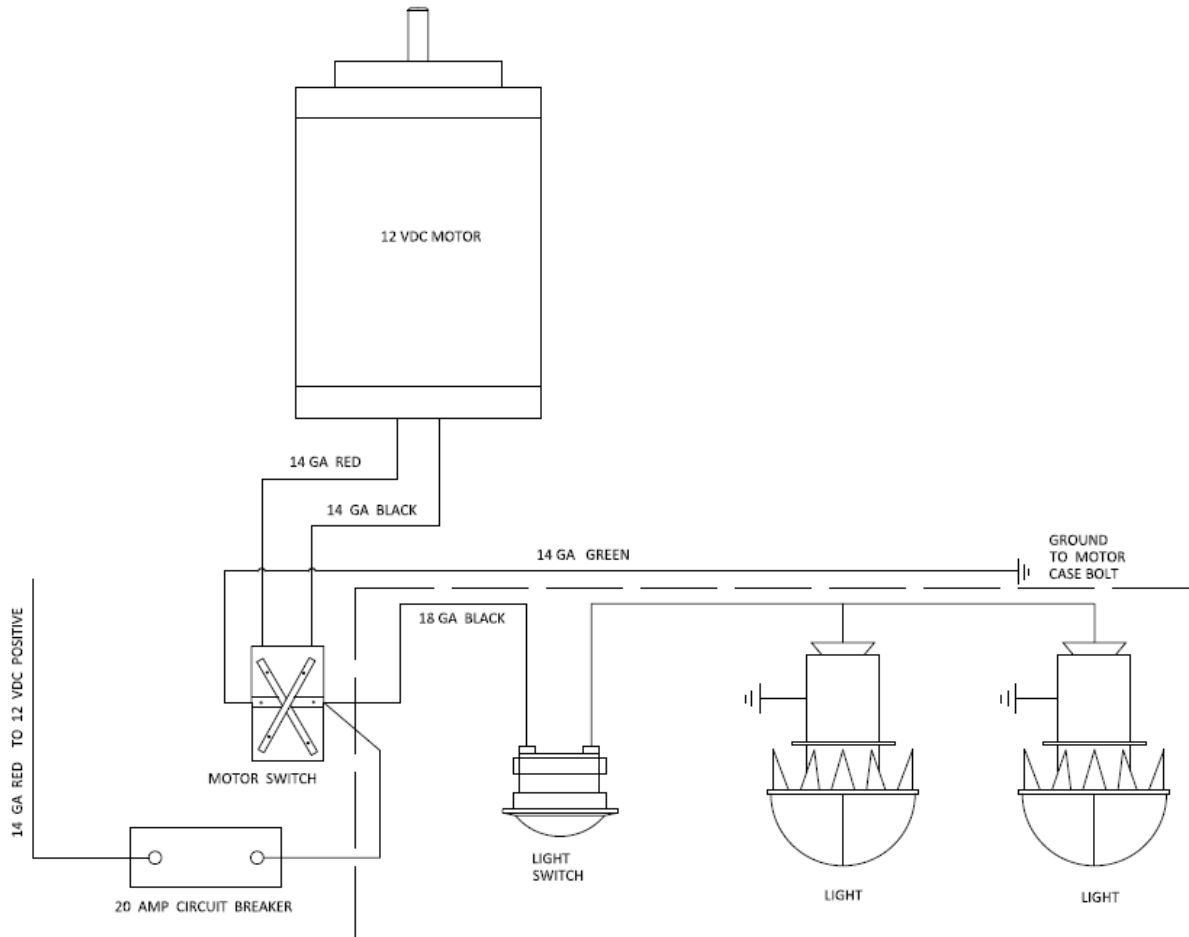 12 VDC MOTOR
14 GA RED
14 GA BLACK
14 GA GREEN
GROUND
TO MOTOR
CASE BOLT
18 GA BLACK
14 GA RED TO 12 VDC POSITIVE
MOTOR SWITCH
LIGHT
SWITCH
LIGHT
LIGHT
20 AMP CIRCUIT BREAKER